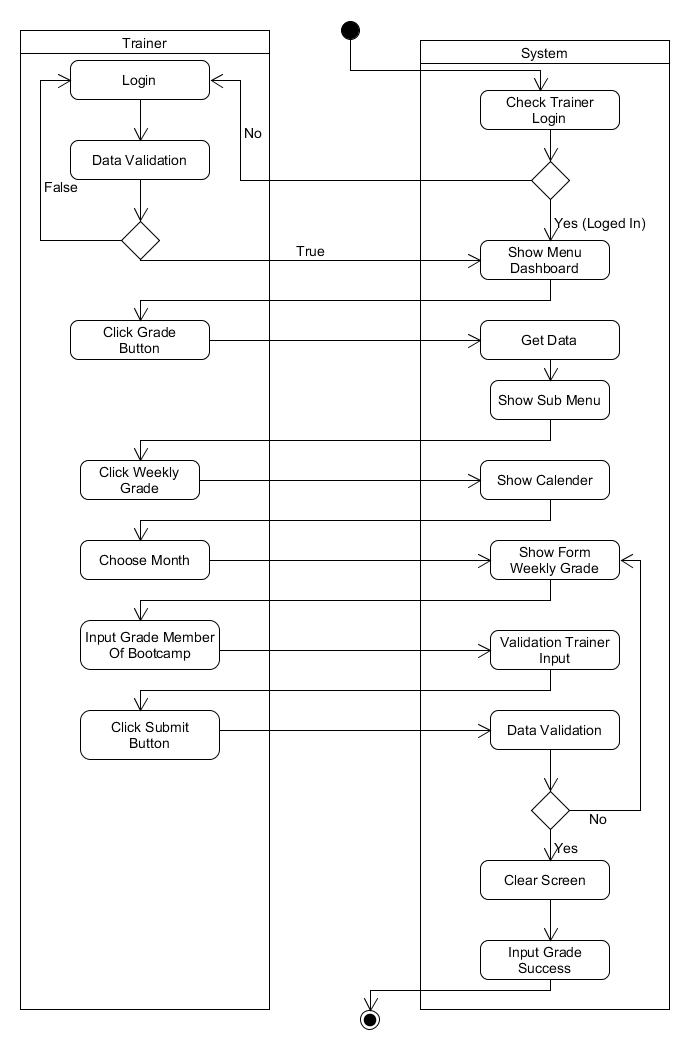 Trainer
System
Login
Check Trainer
Login
No
Data Validation
False
Yes (Loged In)
True
Show Menu
Dashboard
Click Grade
Button
Get Data
Show Sub Menu
Click Weekly
Grade
Show Calender
Choose Month
Show Form
Weekly Grade
Input Grade Member
Of Bootcamp
Validation Trainer
Input
Click Submit
Button
Data Validation
No
Yes
Clear Screen
Input Grade
Success